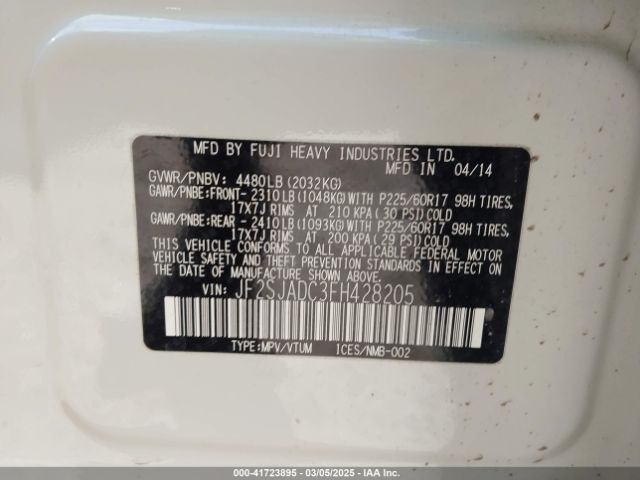 MFD BY FUJI HEAVY INDUSTRIES LTD.
MFD IN 04/14
GVWR/PNBV: 4480LB(2032KG)
GAWR/PNBE:FRONT-2310LB(1048KG)WITH P225/60R17 98H TIRES,
17X7J RIMS AT 210 KPA(30 PSI)COLD
GAWR/PNBE:REAR -2410LB(1093KG)WITH P225/60R17 98H TIRES,
17X7J RIMS AT 200 KPA(29 PSI)COLD
THIS VEHICLE CONFORMS TO ALL APPLICABLE FEDERAL MOTOR
VEHICLE SAFETY AND THEFT PREVENTION STANDARDS IN EFFECT
ON THE DATE OF MANUFACTURE SHOWN ABOVE.
VIN: JF2SJADC3FH428205
TYPE:MPV/VTUM ICES/NMB-002
000-41723895 - 03/05/2025 - IAA Inc.